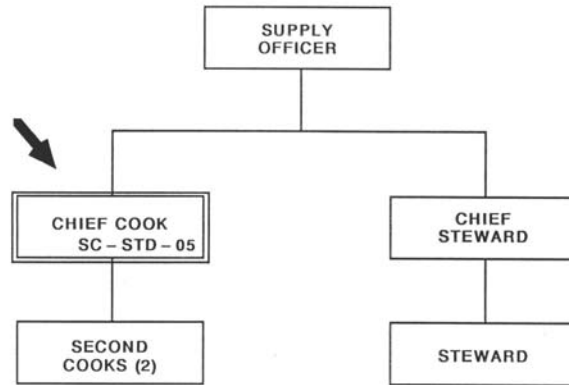 SUPPLY
OFFICER
CHIEF COOK
SC – STD – 05
CHIEF
STEWARD
SECOND
COOKS (2)
STEWARD